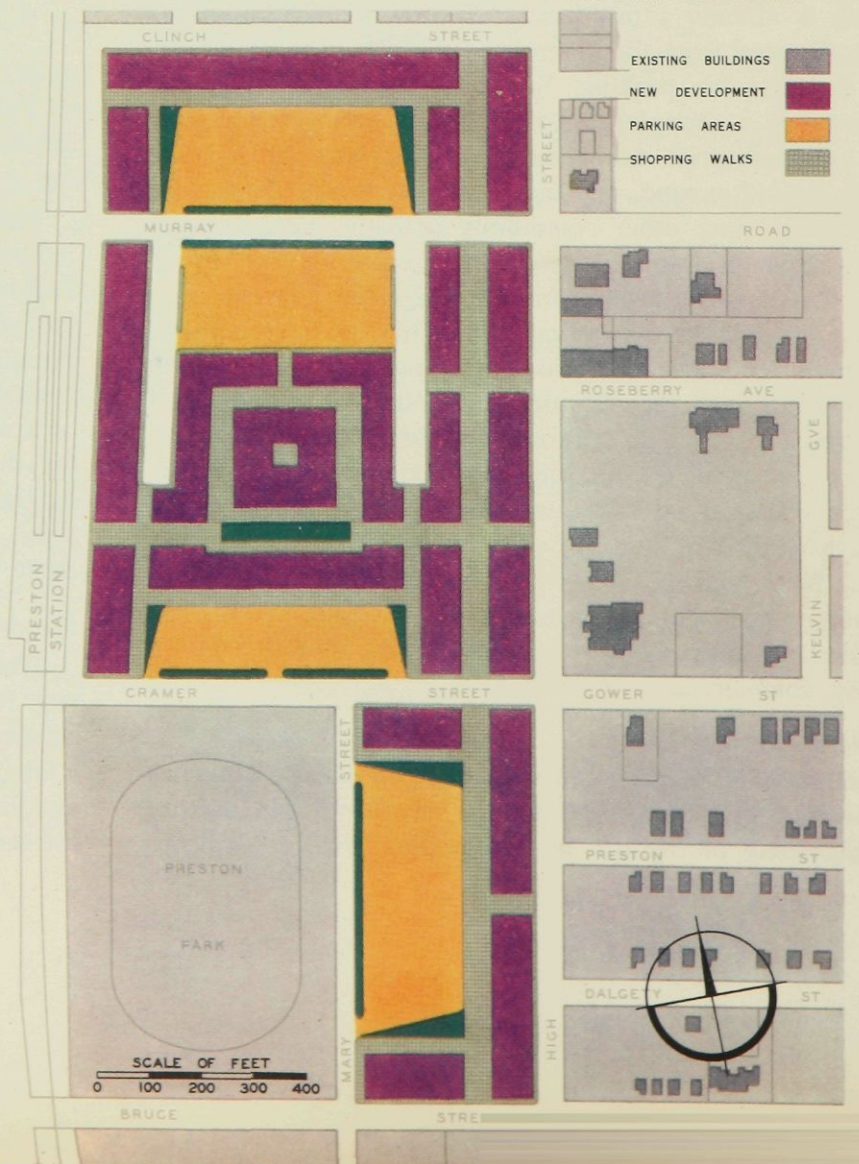 CLINCH STREET
EXISTING BUILDINGS
NEW DEVELOPMENT
PARKING AREAS
SHOPPING WALKS
STREET
MURRAY ROAD
ROSEBERRY AVE
GVE
KELVIN
PRESTON
STATION
CRAMER STREET
GOWER ST
STREET
PRESTON
PARK
PRESTON ST
DALGETY ST
HIGH
MARY
SCALE OF FEET
0 100 200 300 400
BRUCE STRE